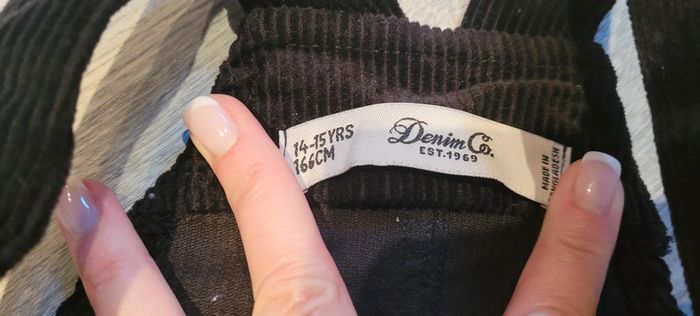 14-15YRS
166CM
Denim Co.
EST.1969
MADE IN
BANGLADESH